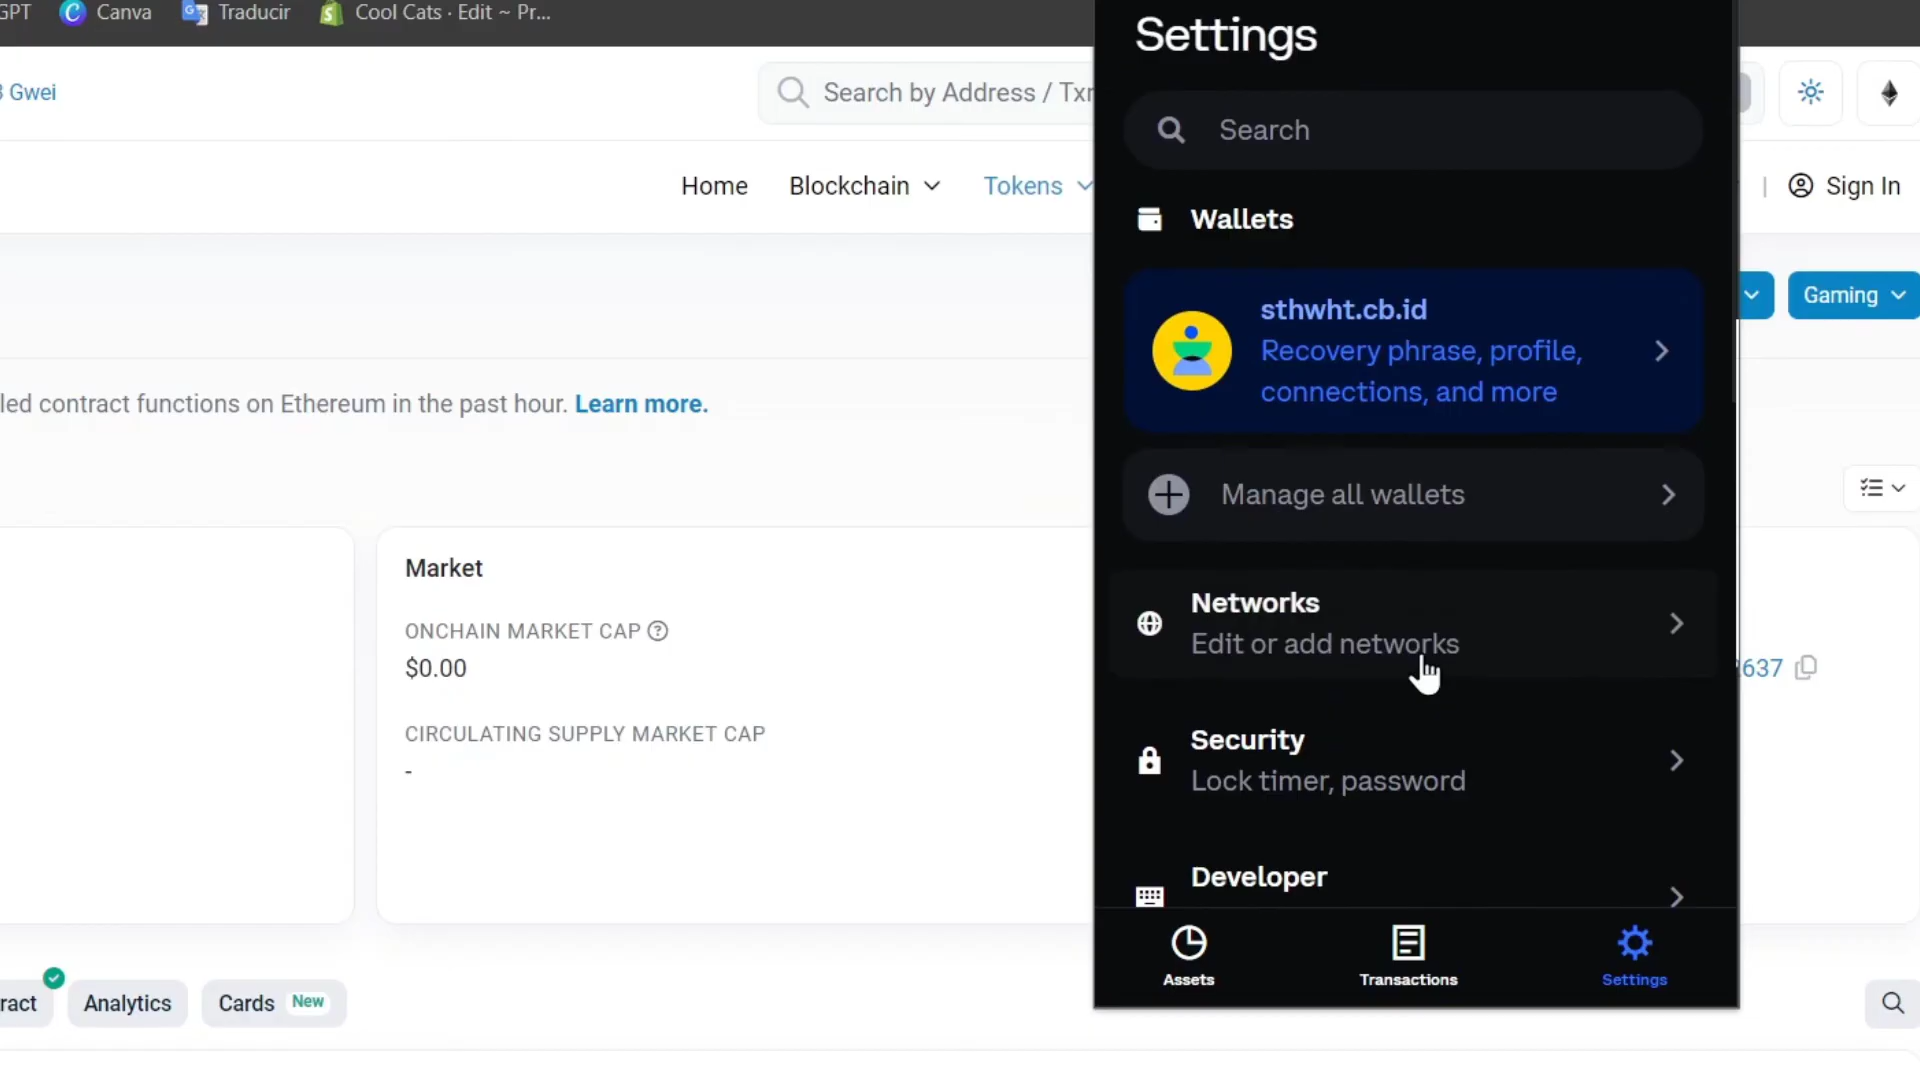 GPT
Canva
Traducir
Cool Cats · Edit ~ Pr...
Gwei
Search by Address / Txn
Home
Blockchain
Tokens
Sign In
Gaming
led contract functions on Ethereum in the past hour. Learn more.
Market
ONCHAIN MARKET CAP
$0.00
CIRCULATING SUPPLY MARKET CAP
-
637
ract
Analytics
Cards New
Settings
Search
Wallets
sthwht.cb.id
Recovery phrase, profile,
connections, and more
Manage all wallets
Networks
Edit or add networks
Security
Lock timer, password
Developer
Assets
Transactions
Settings